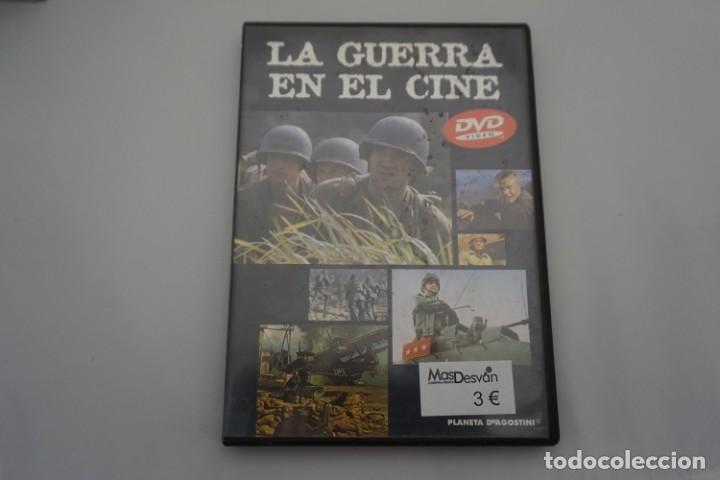 LA GUERRA
EN EL CINE
DVD
VIDEO
MasDesván
3 €
PLANETA DEAGOSTINI
todocoleccion